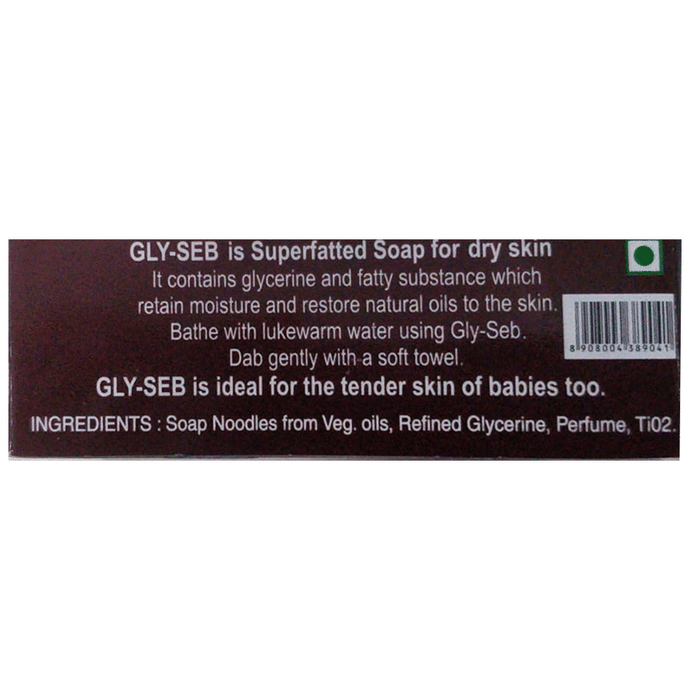 GLY-SEB is Superfatted Soap for dry skin
It contains glycerine and fatty substance which
retain moisture and restore natural oils to the skin.
Bathe with lukewarm water using Gly-Seb.
Dab gently with a soft towel.
GLY-SEB is ideal for the tender skin of babies too.
8 908004 389041
INGREDIENTS : Soap Noodles from Veg. oils, Refined Glycerine, Perfume, Ti02.